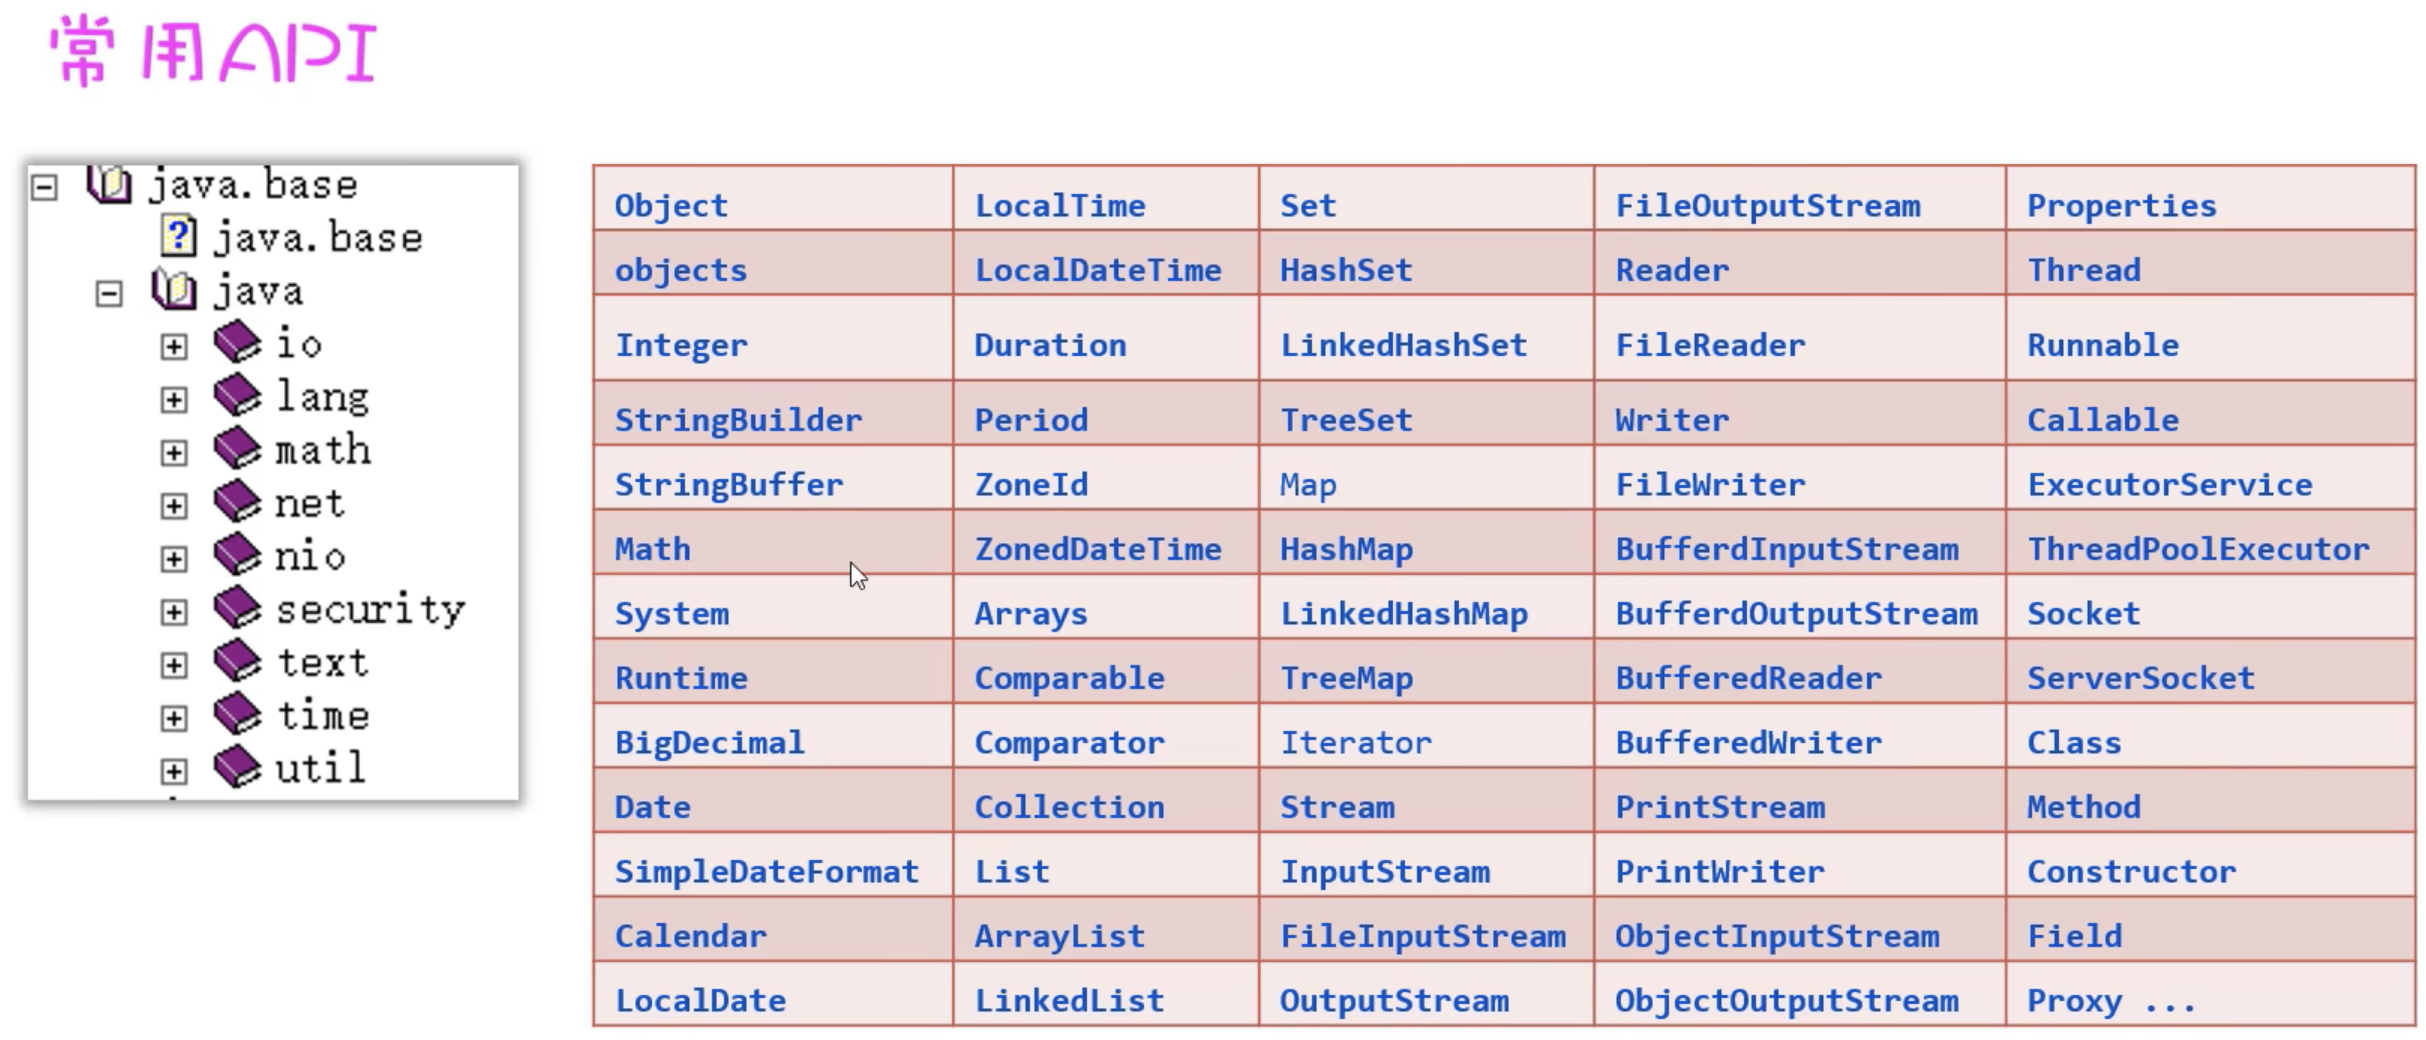 常用API
java.base
java.base
java
io
lang
math
net
nio
security
text
time
util
Object LocalTime Set FileOutputStream Properties
objects LocalDateTime HashSet Reader Thread
Integer Duration LinkedHashSet FileReader Runnable
StringBuilder Period TreeSet Writer Callable
StringBuffer ZoneId Map FileWriter ExecutorService
Math ZonedDateTime HashMap BufferdInputStream ThreadPoolExecutor
System Arrays LinkedHashMap BufferdOutputStream Socket
Runtime Comparable TreeMap BufferedReader ServerSocket
BigDecimal Comparator Iterator BufferedWriter Class
Date Collection Stream PrintStream Method
SimpleDateFormat List InputStream PrintWriter Constructor
Calendar ArrayList FileInputStream ObjectInputStream Field
LocalDate LinkedList OutputStream ObjectOutputStream Proxy ...